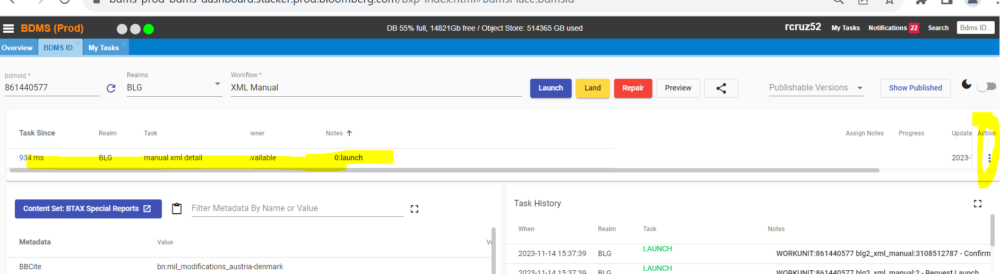 bdms-prod-bdms-dashboard.stacker.prod.bloomberg.com/bxp-index.html#BdmsPlace:bdmsId
BDMS (Prod)
DB 55% full, 14821Gb free / Object Store: 514365 GB used
rcruz52 My Tasks Notifications 22 Search Bdms ID...
Overview BDMS ID × My Tasks ×
bdmsId * Realms Workflow *
861440577 BLG XML Manual Launch Land Repair Preview Publishable Versions Show Published
Task Since Realm Task wner Notes Assign Notes Progress Update Action
934 ms BLG manual xml detail vailable 0:launch 2023-1
Content Set: BTAX Special Reports Filter Metadata By Name or Value
Metadata Value Ve
BBCite bn:mil_modifications_austria-denmark
Task History
When Realm Task Notes
2023-11-14 15:37:39 BLG LAUNCH WORKUNIT:861440577 blg2_xml_manual:3108512787 - Confirm
2023-11-14 15:37:39 BLG LAUNCH WORKUNIT:861440577 blg2_xml_manual:? - Request Launch